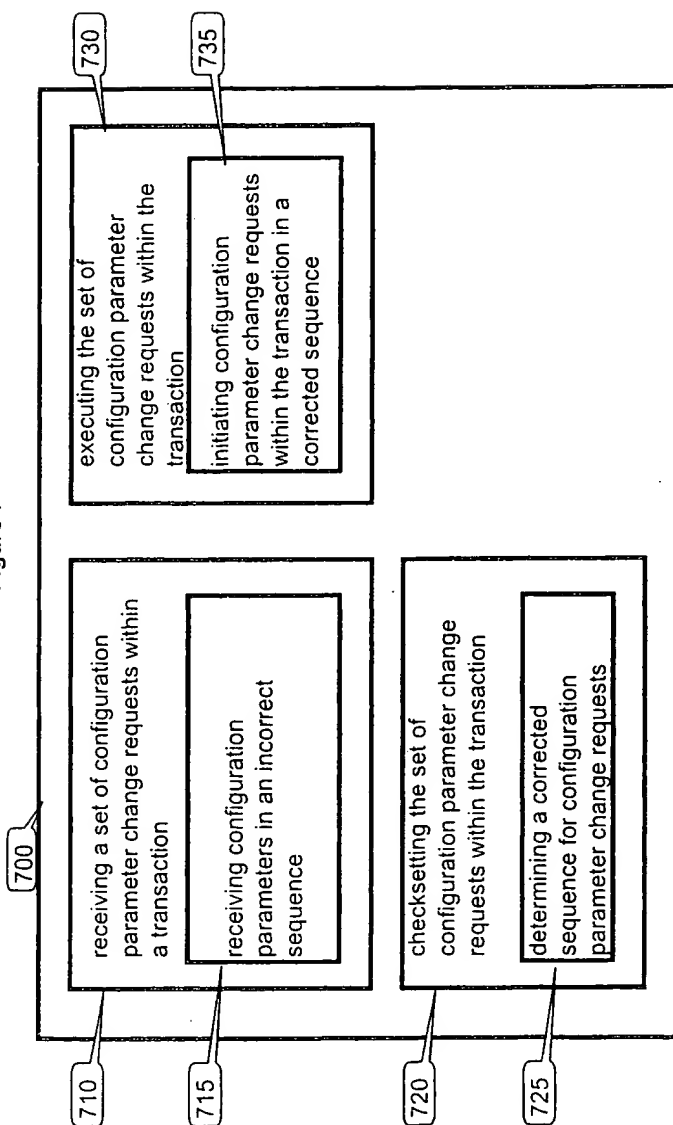 700
710
receiving a set of configuration
parameter change requests within
a transaction
715
receiving configuration
parameters in an incorrect
sequence
720
checksetting the set of
configuration parameter change
requests within the transaction
725
determining a corrected
sequence for configuration
parameter change requests
730
executing the set of
configuration parameter
change requests within the
transaction
735
initiating configuration
parameter change requests
within the transaction in a
corrected sequence